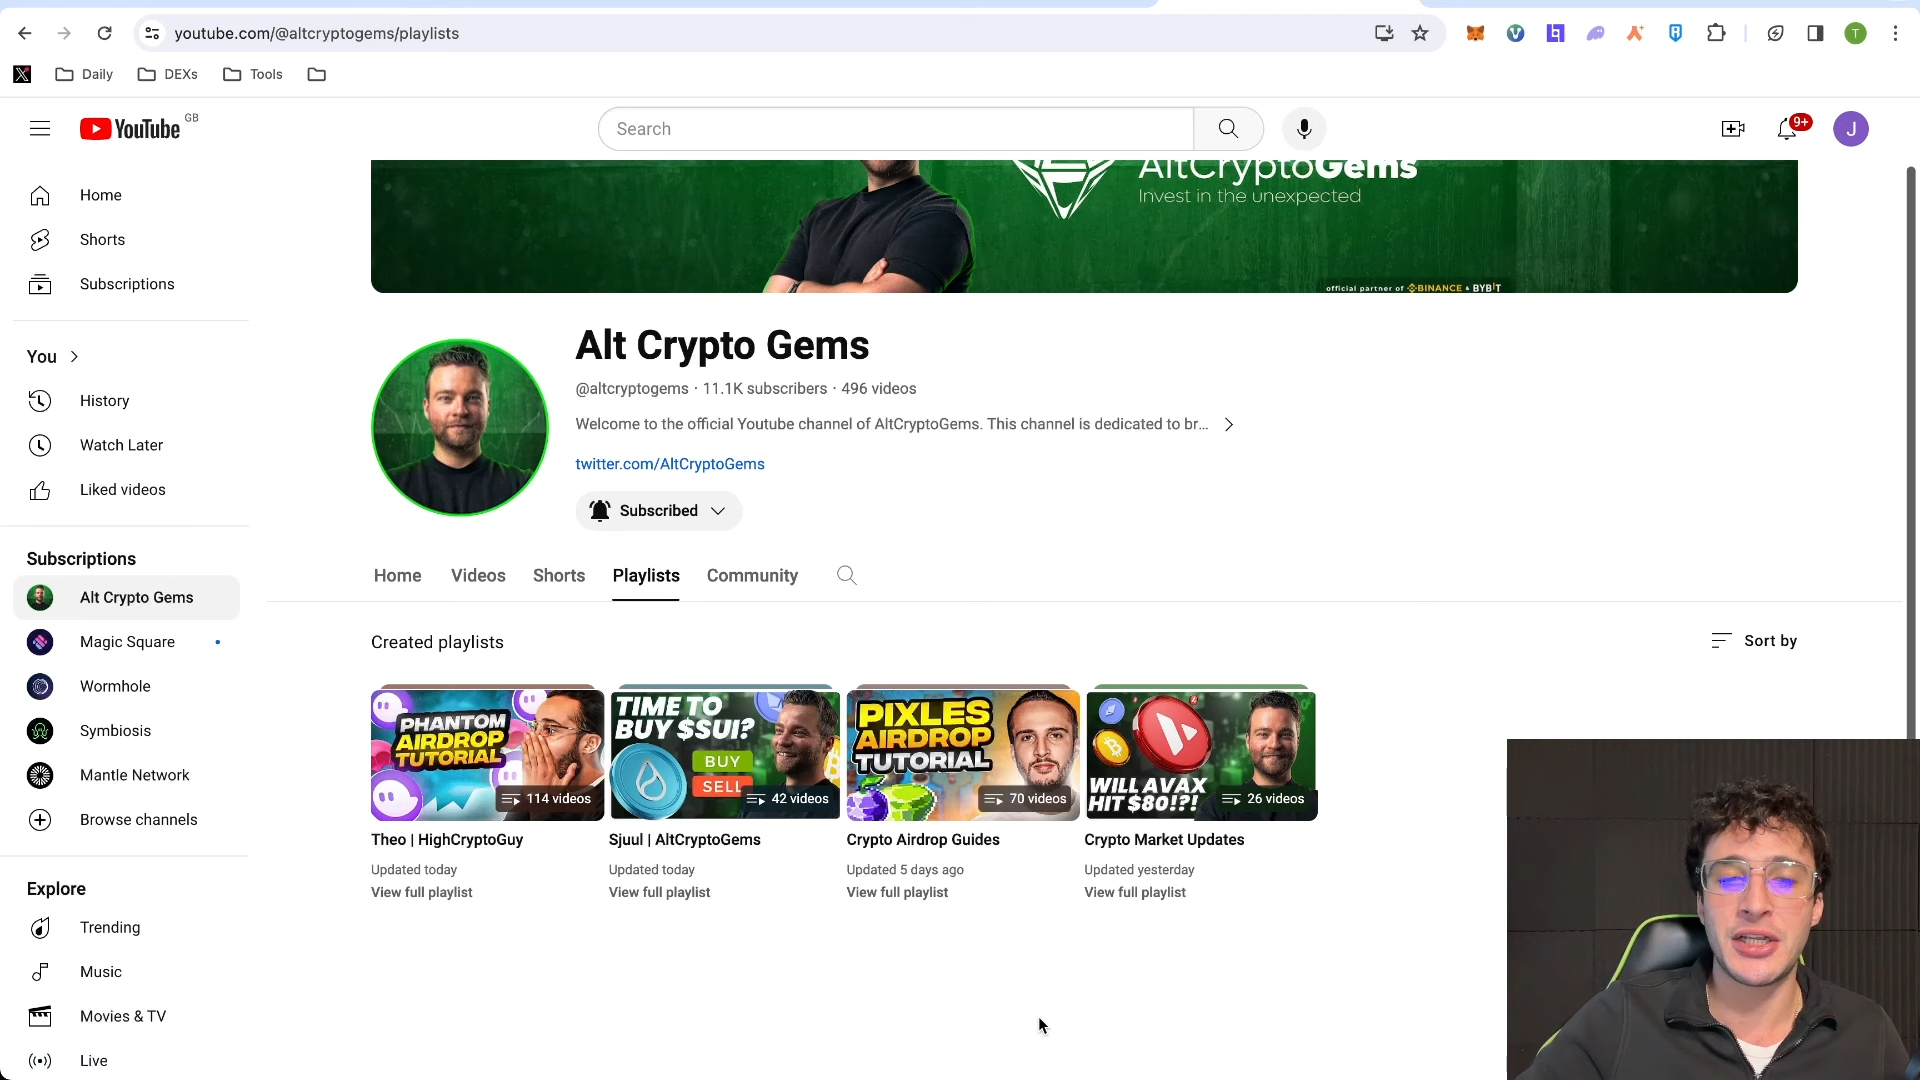 youtube.com/@altcryptogems/playlists
T
Daily
DEXs
Tools
YouTube GB
Search
9+
J
Home
Shorts
Subscriptions
You
History
Watch Later
Liked videos
Subscriptions
Alt Crypto Gems
Magic Square
Wormhole
Symbiosis
Mantle Network
Browse channels
Explore
Trending
Music
Movies & TV
Live
AltCryptoGems
Invest in the unexpected
official partor of BINANCE & BYBIT
Alt Crypto Gems
@altcryptogems · 11.1K subscribers · 496 videos
Welcome to the official Youtube channel of AltCryptoGems. This channel is dedicated to br...
twitter.com/AltCryptoGems
Subscribed
Home
Videos
Shorts
Playlists
Community
Created playlists
Sort by
PHANTOM
AIRDROP
TUTORIAL
114 videos
Theo | HighCryptoGuy
Updated today
View full playlist
TIME TO
BUY $SUI?
BUY
SELL
42 videos
Sjuul | AltCryptoGems
Updated today
View full playlist
PIXLES
AIRDROP
TUTORIAL
70 videos
Crypto Airdrop Guides
Updated 5 days ago
View full playlist
WILL AVAX
HIT $80!?!
26 videos
Crypto Market Updates
Updated yesterday
View full playlist